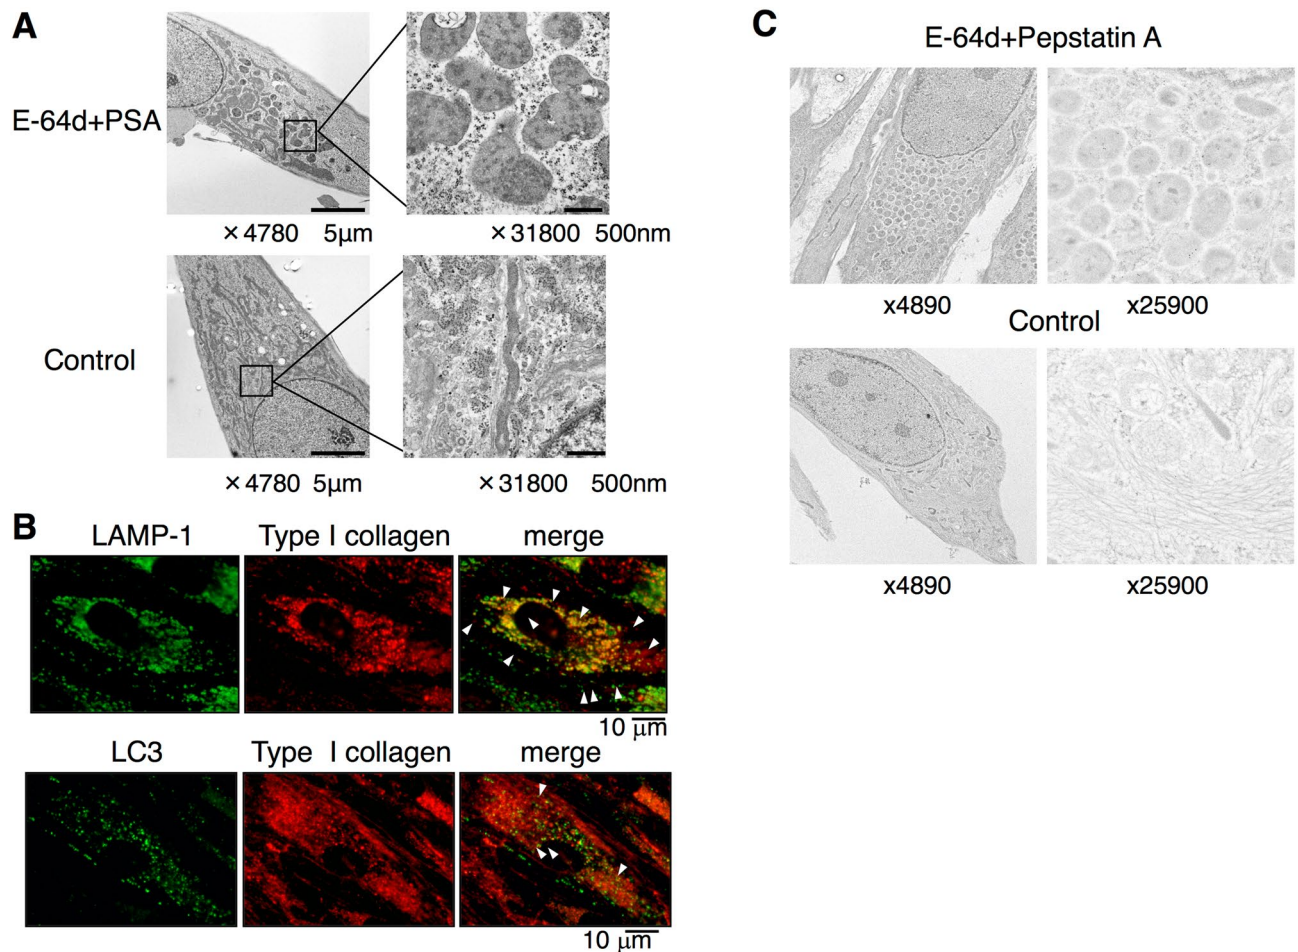 A
E-64d+PSA
×4780 5μm
×31800 500nm
Control
×4780 5μm
×31800 500nm
B
LAMP-1 Type I collagen merge
10 μm
LC3 Type I collagen merge
10 μm
C
E-64d+Pepstatin A
x4890 x25900
Control
x4890 x25900